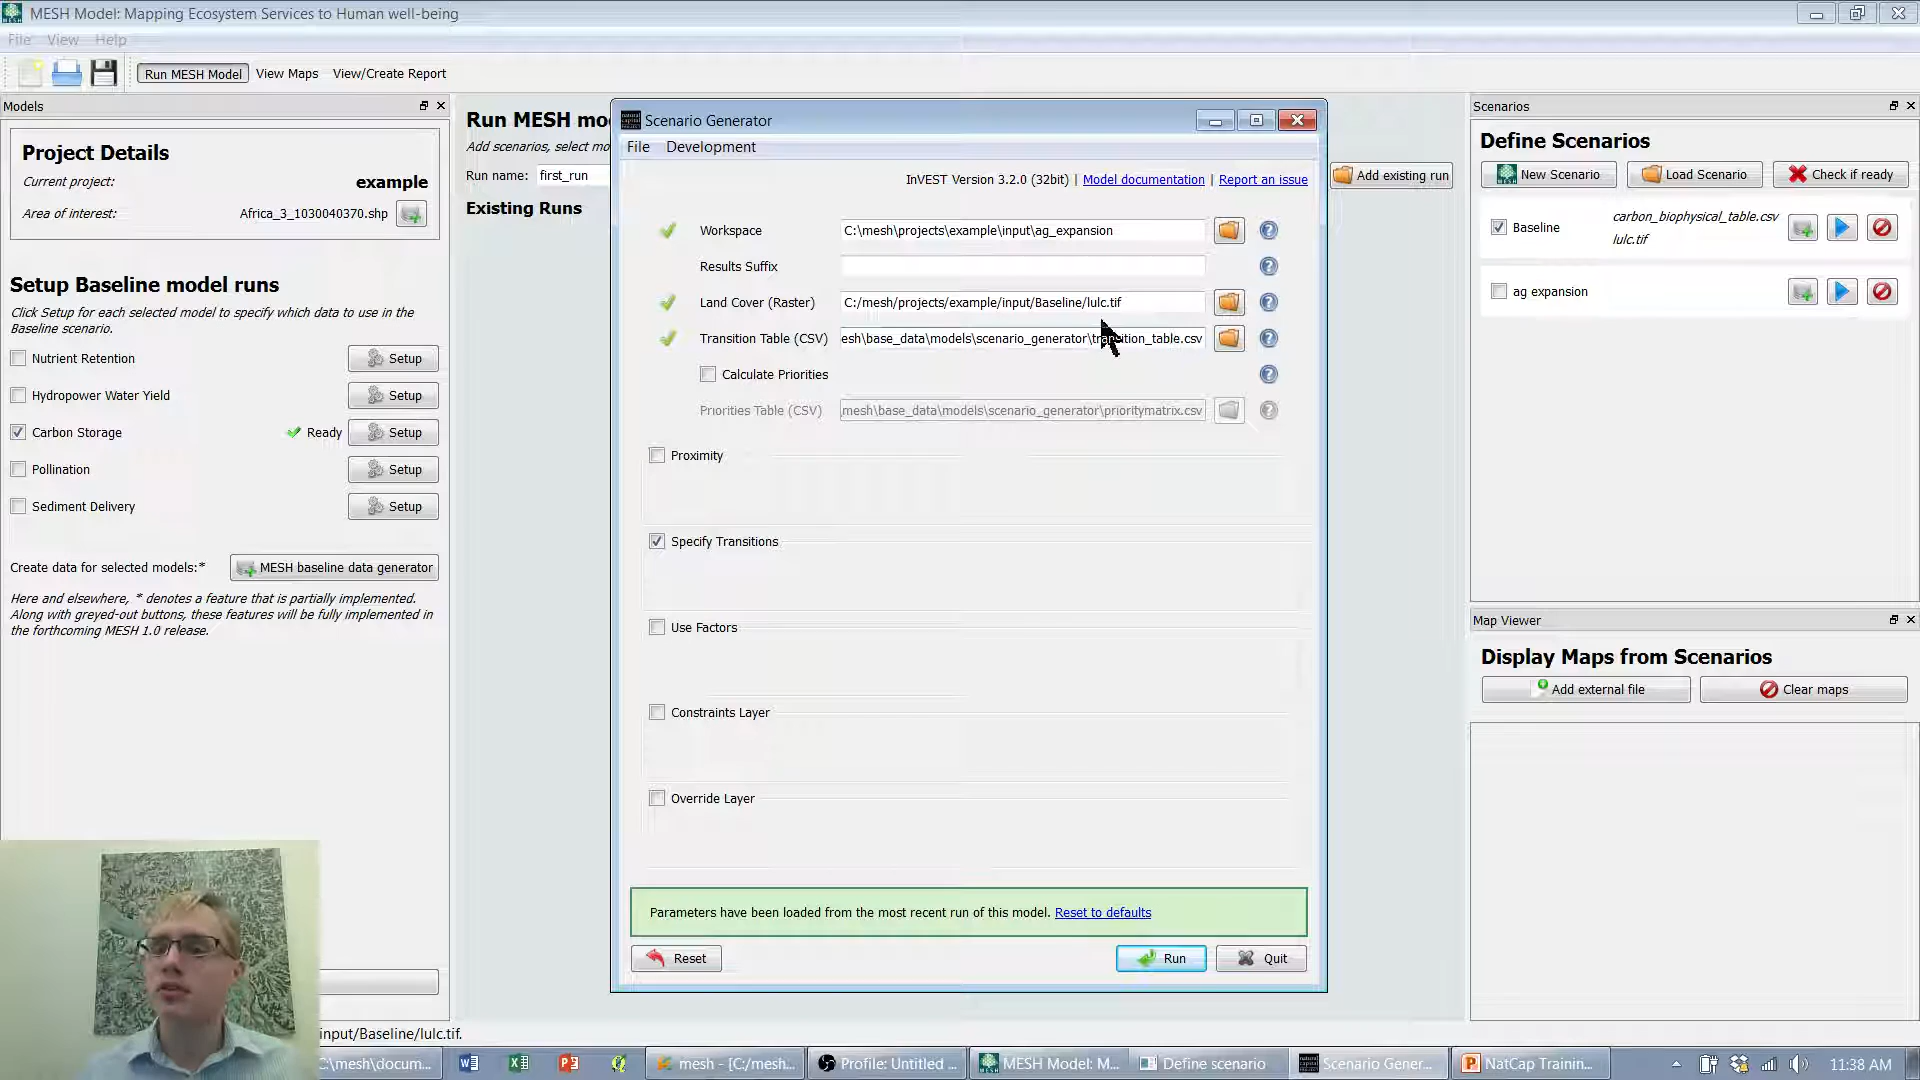 MESH Model: Mapping Ecosystem Services to Human well-being
File View Help
Run MESH Model View Maps View/Create Report
Models
Project Details
Current project: example
Area of interest: Africa_3_1030040370.shp
Setup Baseline model runs
Click Setup for each selected model to specify which data to use in the
Baseline scenario.
Nutrient Retention Setup
Hydropower Water Yield Setup
Carbon Storage Ready Setup
Pollination Setup
Sediment Delivery Setup
Create data for selected models:* MESH baseline data generator
Here and elsewhere, * denotes a feature that is partially implemented.
Along with greyed-out buttons, these features will be fully implemented in
the forthcoming MESH 1.0 release.
input/Baseline/lulc.tif.
Run MESH mo
Add scenarios, select mo
Run name: first_run
Existing Runs
Add existing run
Scenario Generator
File Development
InVEST Version 3.2.0 (32bit) | Model documentation | Report an issue
Workspace C:\mesh\projects\example\input\ag_expansion
Results Suffix
Land Cover (Raster) C:/mesh/projects/example/input/Baseline/lulc.tif
Transition Table (CSV) esh\base_data\models\scenario_generator\transition_table.csv
Calculate Priorities
Priorities Table (CSV) mesh\base_data\models\scenario_generator\prioritymatrix.csv
Proximity
Specify Transitions
Use Factors
Constraints Layer
Override Layer
Parameters have been loaded from the most recent run of this model. Reset to defaults
Reset Run Quit
Scenarios
Define Scenarios
New Scenario Load Scenario Check if ready
Baseline carbon_biophysical_table.csv
lulc.tif
ag expansion
Map Viewer
Display Maps from Scenarios
Add external file Clear maps
C:\mesh\docum... mesh - [C:/mesh... Profile: Untitled ... MESH Model: M... Define scenario Scenario Gener... NatCap Trainin... 11:38 AM